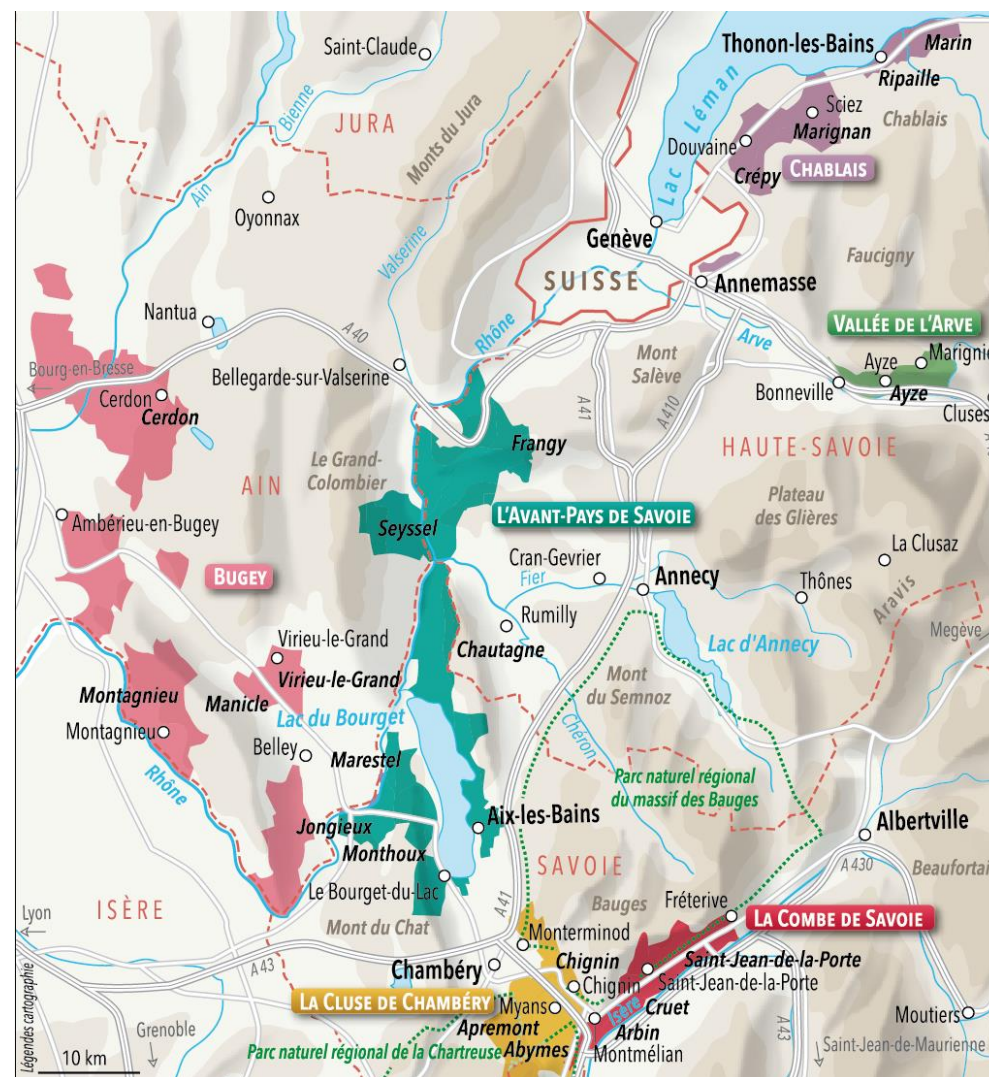 Saint-Claude
Thonon-les-Bains
Marin
Ripaille
Bienne
JURA
Monts du Jura
Lac Léman
Sciez
Marignan
Chablais
Douvaine
Crépy
CHABLAIS
Ain
Oyonnax
Valserine
Genève
SUISSE
Annemasse
Faucigny
Nantua
A 40
Rhône
Arve
VALLÉE DE L'ARVE
Bourg-en-Bresse
Bellegarde-sur-Valserine
Mont
Salève
Ayze
Marignie
Cerdon
Cerdon
Bonneville
Ayze
Cluses
A 41
A 410
A 4
Frangy
HAUTE-SAVOIE
Le Grand-
Colombier
AIN
Plateau
des Glières
Ambérieu-en-Bugey
Seyssel
L'AVANT-PAYS DE SAVOIE
La Clusaz
BUGEY
Cran-Gevrier
Fier
Annecy
Thônes
Aravis
Rumilly
Virieu-le-Grand
Chautagne
Lac d'Annecy
Megève
Montagnieu
Manicle
Virieu-le-Grand
Mont
du Semnoz
Lac du Bourget
Montagnieu
Belley
Marestel
Chéron
Rhône
Parc naturel régional
du massif des Bauges
Jongieux
Aix-les-Bains
Albertville
Monthoux
SAVOIE
A 430
Le Bourget-du-Lac
Beaufortai
ISÈRE
Lyon
Mont du Chat
A 41
Bauges
Fréterive
LA COMBE DE SAVOIE
Monterminod
A 43
Chambéry
Chignin
Saint-Jean-de-la-Porte
Saint-Jean-de-la-Porte
Chignin
LA CLUSE DE CHAMBÉRY
Myans
Isère
Cruet
Apremont
Arbin
Moutiers
Grenoble
A 43
Abymes
Montmélian
Saint-Jean-de-Maurienne
Parc naturel régional de la Chartreuse
10 km
Légendes cartographie